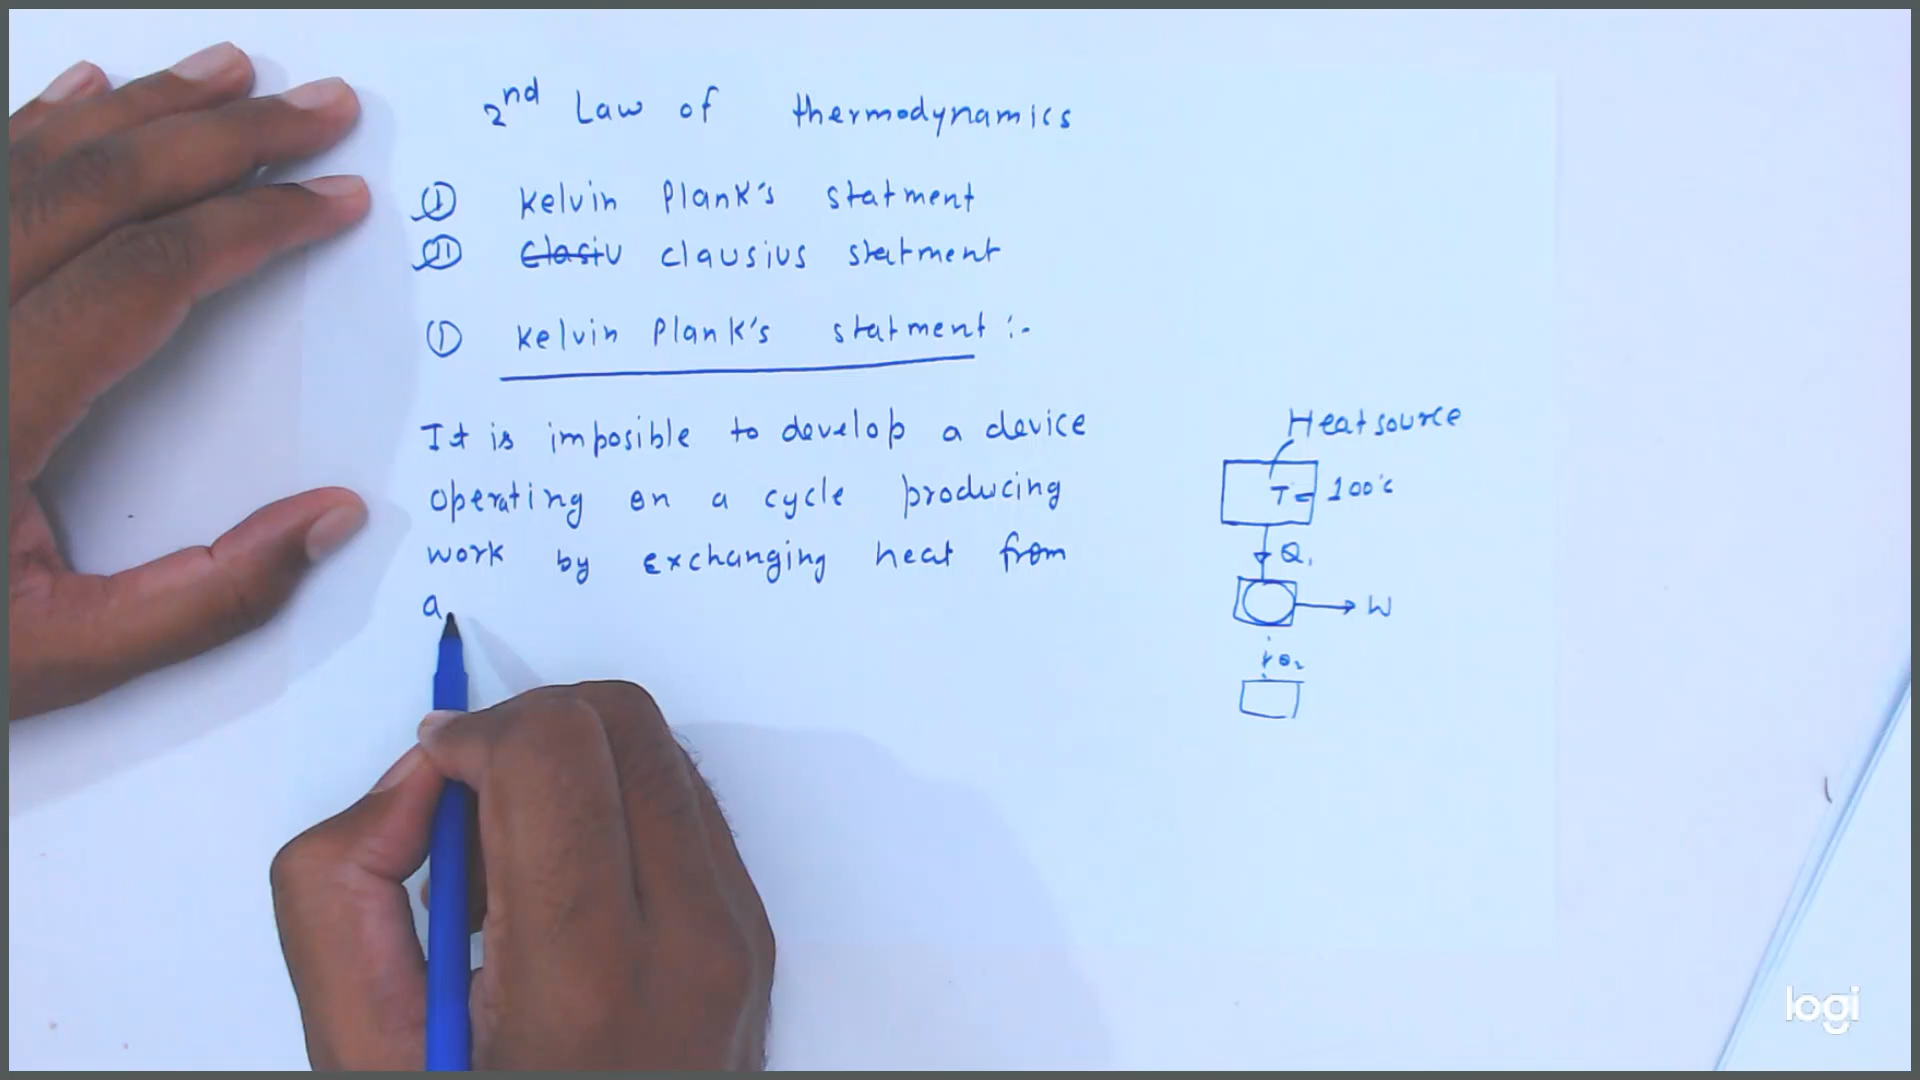 2nd Law of thermodynamics
① Kelvin Plank's statment
② Clasiu clausius statment
① Kelvin Plank's statment :-
It is imposible to develop a device
operating on a cycle producing
work by exchanging heat from
a
Heat source
T = 100°c
Q1
W
Q2
logi